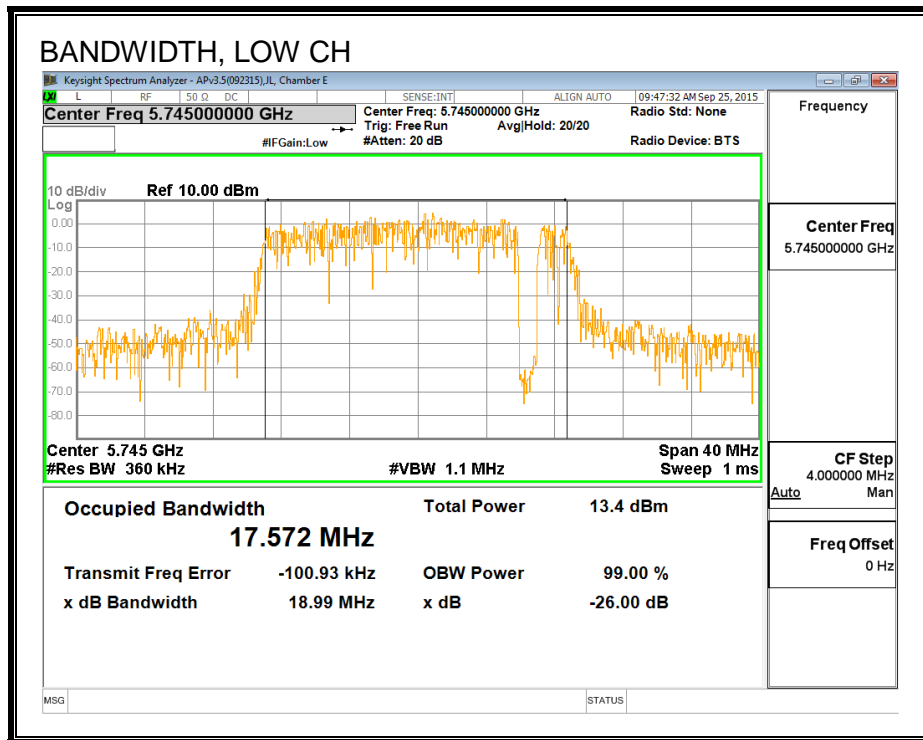 BANDWIDTH, LOW CH
Keysight Spectrum Analyzer - APv3.5(092315),JL, Chamber E
LXI L RF 50 Ω DC SENSE:INT ALIGN AUTO 09:47:32 AM Sep 25, 2015
Center Freq 5.745000000 GHz
Center Freq: 5.745000000 GHz Radio Std: None
Trig: Free Run Avg|Hold: 20/20
#IFGain:Low #Atten: 20 dB Radio Device: BTS
Frequency
10 dB/div Ref 10.00 dBm
Log
0.00
-10.0
-20.0
-30.0
-40.0
-50.0
-60.0
-70.0
-80.0
Center 5.745 GHz Span 40 MHz
#Res BW 360 kHz #VBW 1.1 MHz Sweep 1 ms
Center Freq
5.745000000 GHz
CF Step
4.000000 MHz
Auto Man
Freq Offset
0 Hz
Occupied Bandwidth Total Power 13.4 dBm
17.572 MHz
Transmit Freq Error -100.93 kHz OBW Power 99.00 %
x dB Bandwidth 18.99 MHz x dB -26.00 dB
MSG STATUS